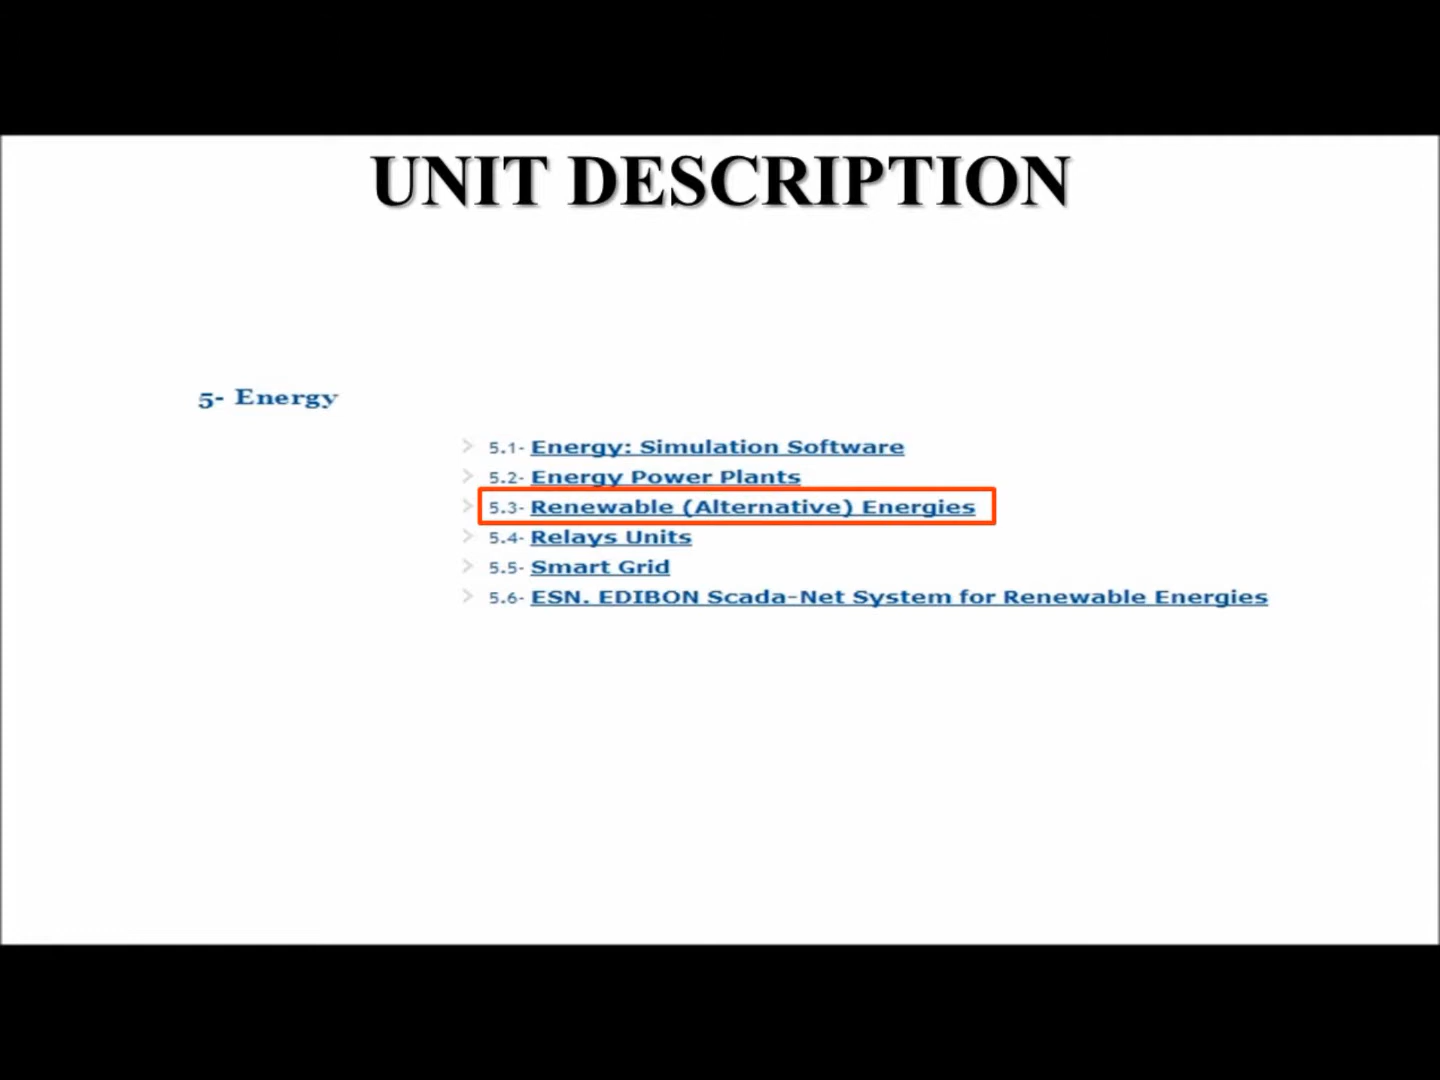 UNIT DESCRIPTION
5- Energy
5.1- Energy: Simulation Software
5.2- Energy Power Plants
5.3- Renewable (Alternative) Energies
5.4- Relays Units
5.5- Smart Grid
5.6- ESN. EDIBON Scada-Net System for Renewable Energies